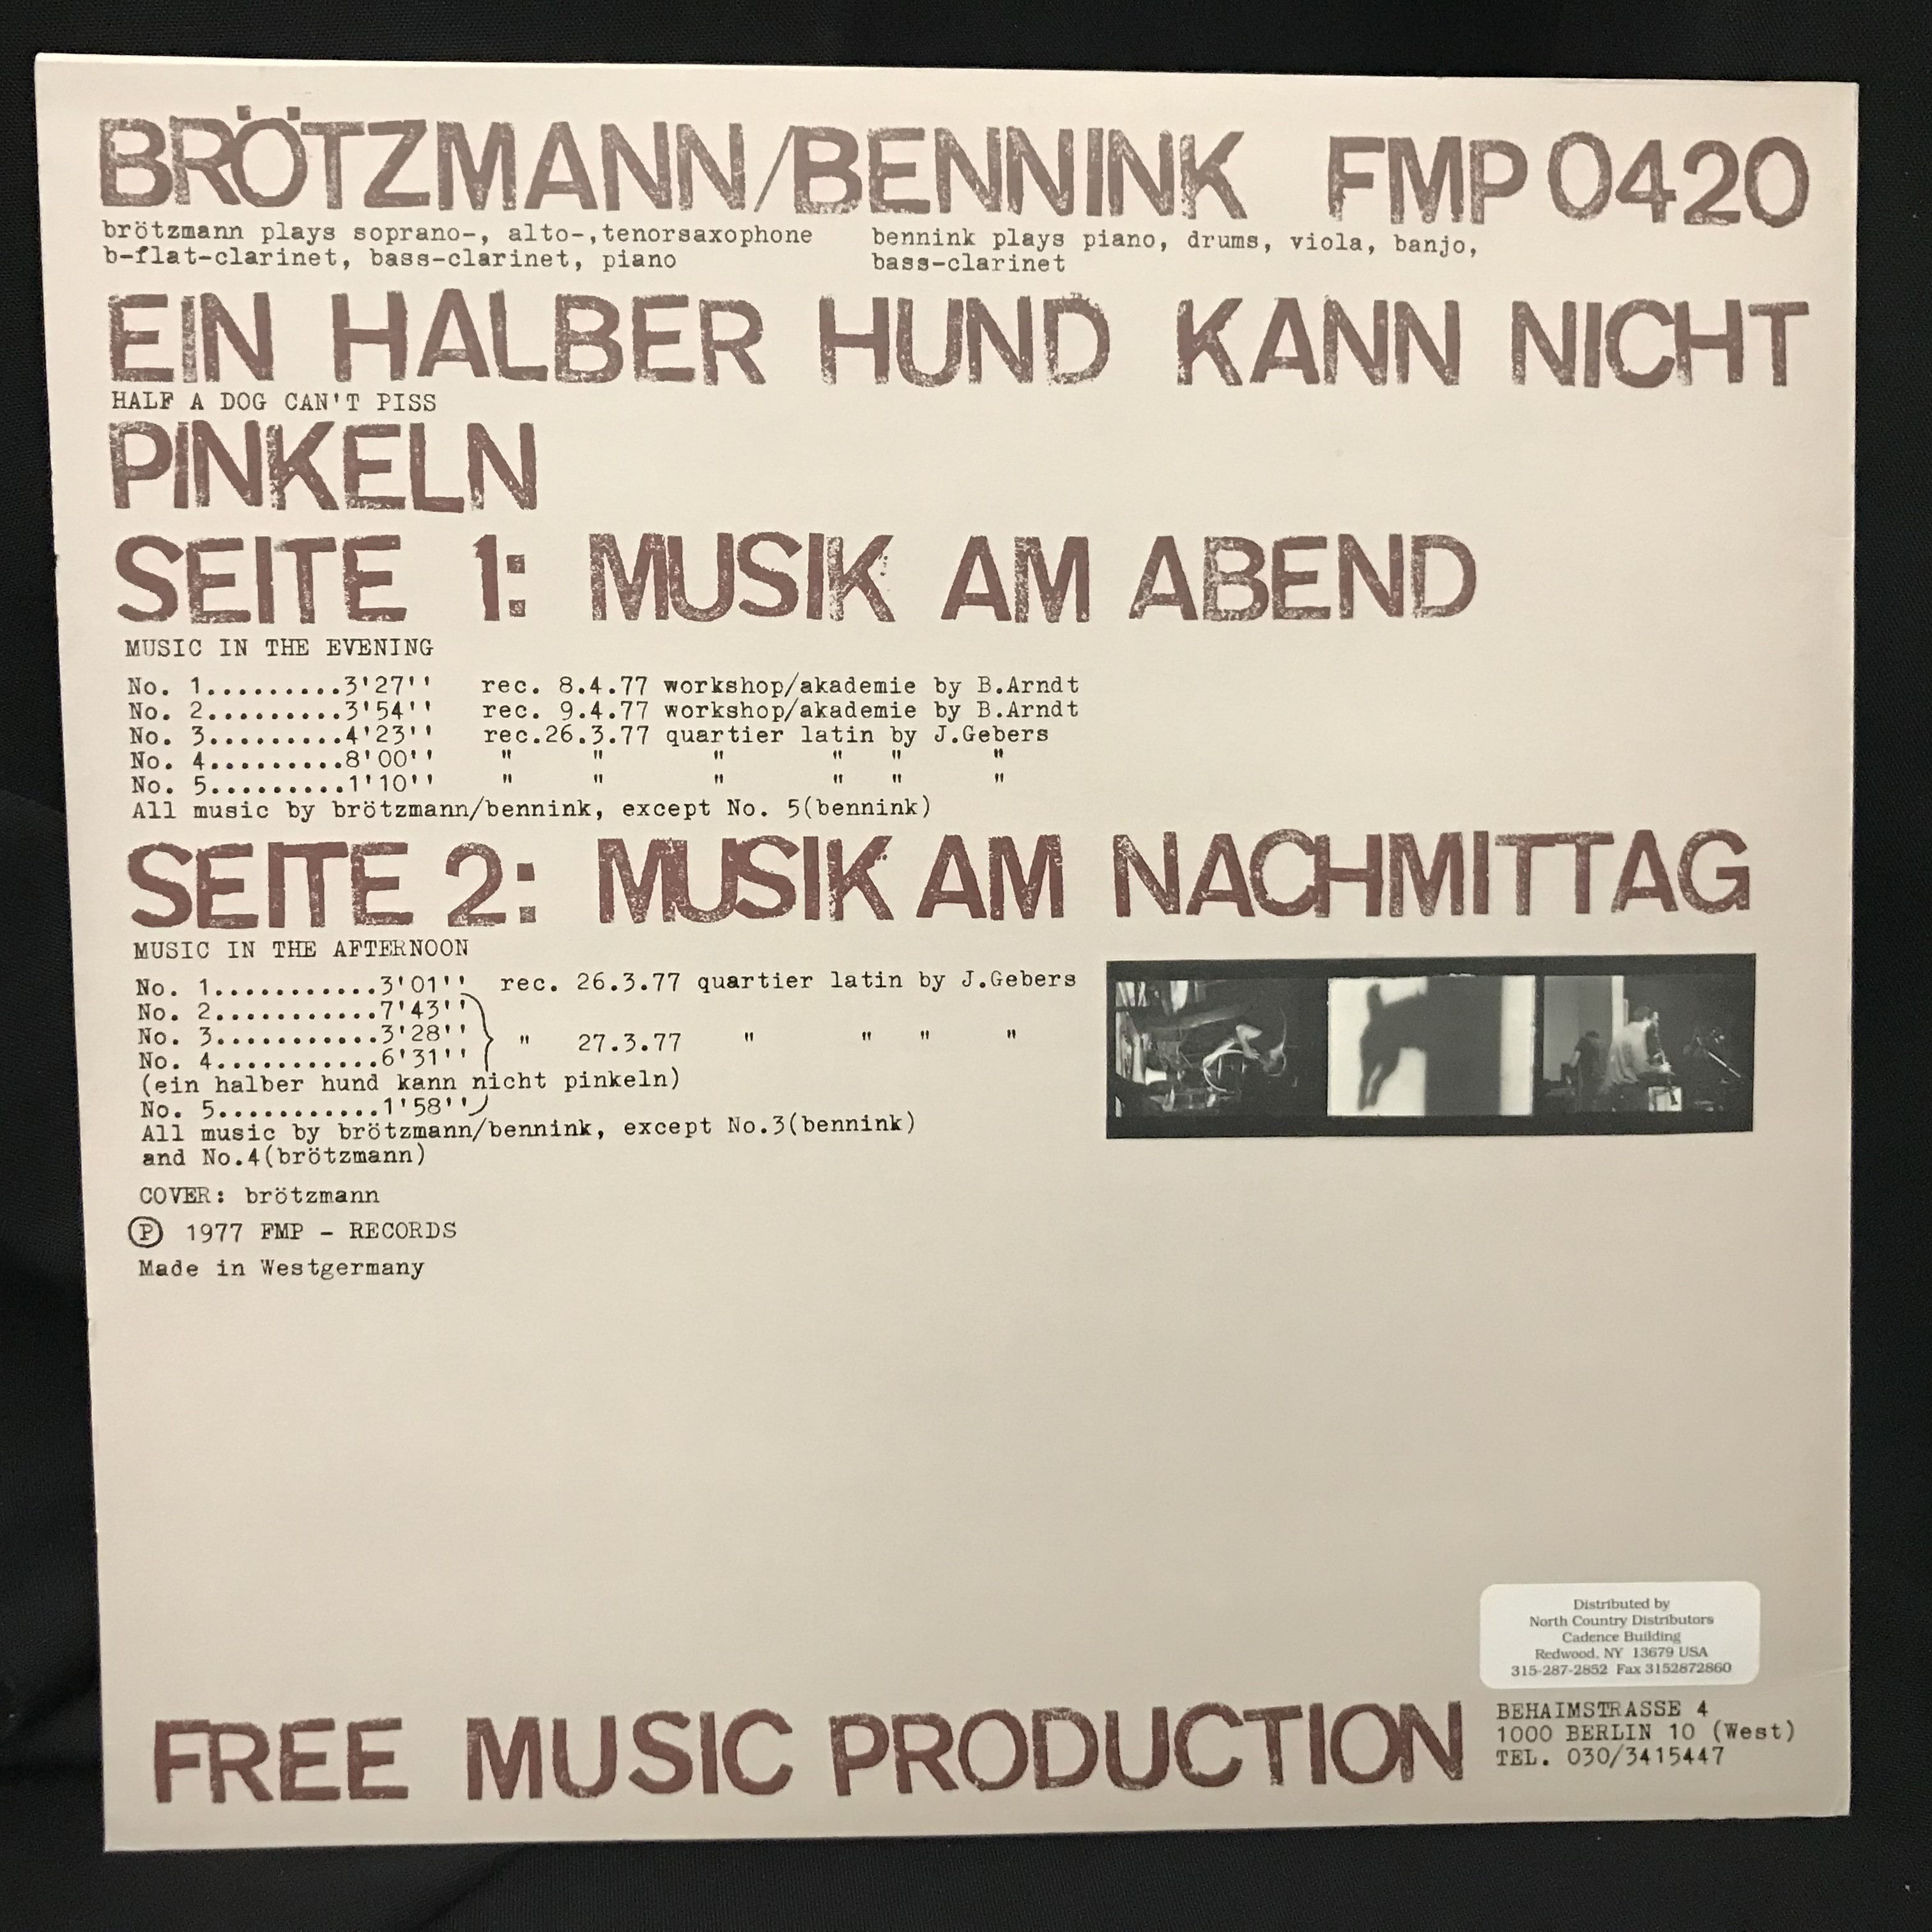 BRÖTZMANN/BENNINK FMP 0420
brötzmann plays soprano-, alto-,tenorsaxophone
b-flat-clarinet, bass-clarinet, piano
bennink plays piano, drums, viola, banjo,
bass-clarinet
EIN HALBER HUND KANN NICHT
HALF A DOG CAN'T PISS
PINKELN
SEITE 1: MUSIK AM ABEND
MUSIC IN THE EVENING
No. 1.........3'27'' rec. 8.4.77 workshop/akademie by B.Arndt
No. 2.........3'54'' rec. 9.4.77 workshop/akademie by B.Arndt
No. 3.........4'23'' rec.26.3.77 quartier latin by J.Gebers
No. 4.........8'00'' " " " " " "
No. 5.........1'10'' " " " " " "
All music by brötzmann/bennink, except No. 5(bennink)
SEITE 2: MUSIK AM NACHMITTAG
MUSIC IN THE AFTERNOON
No. 1...........3'01'' rec. 26.3.77 quartier latin by J.Gebers
No. 2...........7'43''
No. 3...........3'28'' " 27.3.77 " " " "
No. 4...........6'31''
(ein halber hund kann nicht pinkeln)
No. 5...........1'58''
All music by brötzmann/bennink, except No.3(bennink)
and No.4(brötzmann)
COVER: brötzmann
Ⓟ 1977 FMP - RECORDS
Made in Westgermany
Distributed by
North Country Distributors
Cadence Building
Redwood, NY 13679 USA
315-287-2852 Fax 3152872860
FREE MUSIC PRODUCTION
BEHAIMSTRASSE 4
1000 BERLIN 10 (West)
TEL. 030/3415447